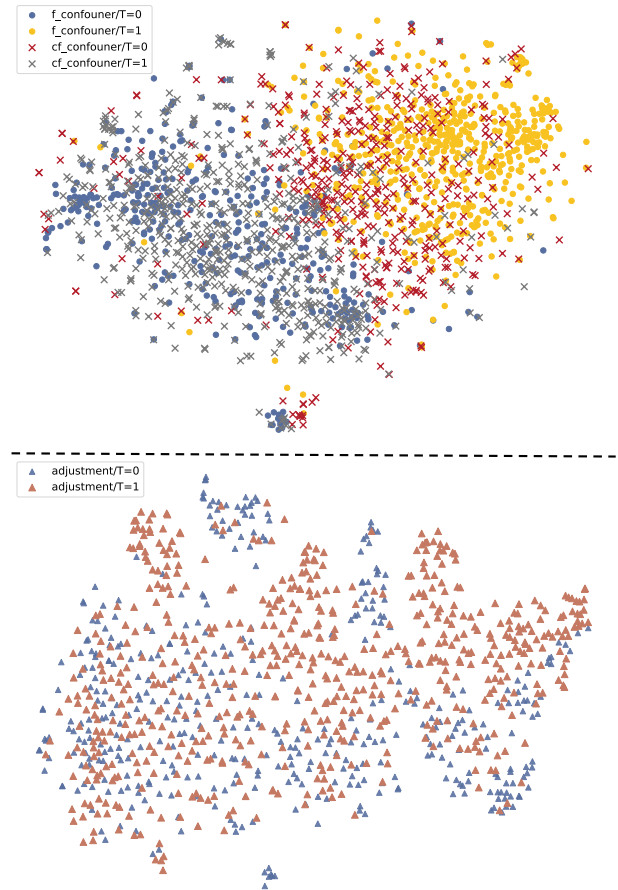 f_confouner/T=0
f_confouner/T=1
cf_confouner/T=0
cf_confouner/T=1
adjustment/T=0
adjustment/T=1